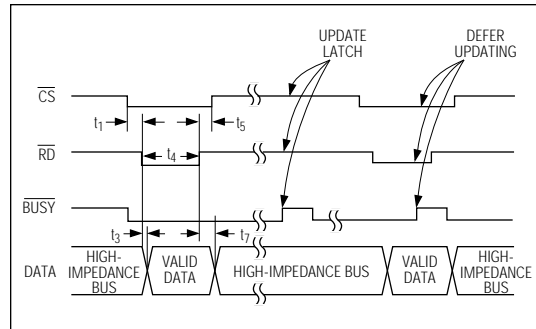 UPDATE
LATCH
DEFER
UPDATING
CS
t1
t5
RD
t4
BUSY
t3
t7
DATA
HIGH-
IMPEDANCE
BUS
VALID
DATA
HIGH-IMPEDANCE BUS
VALID
DATA
HIGH-
IMPEDANCE
BUS